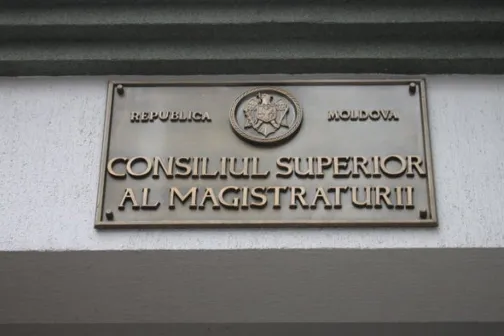 REPUBLICA MOLDOVA
CONSILIUL SUPERIOR
AL MAGISTRATURII